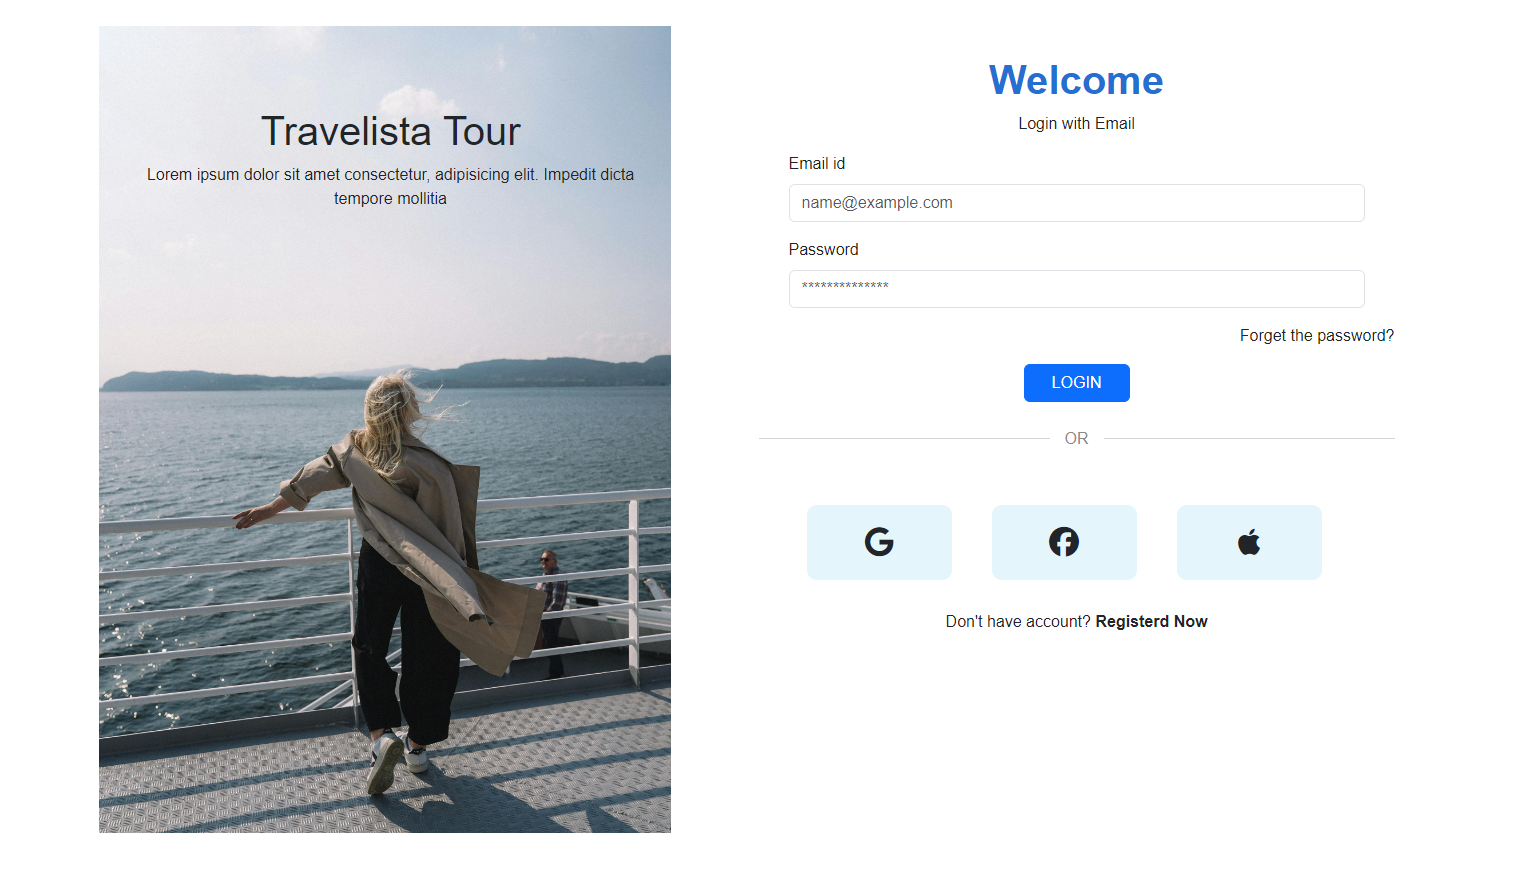 Travelista Tour
Lorem ipsum dolor sit amet consectetur, adipisicing elit. Impedit dicta
tempore mollitia
Welcome
Login with Email
Email id
name@example.com
Password
**************
Forget the password?
LOGIN
OR
Don't have account? Registerd Now